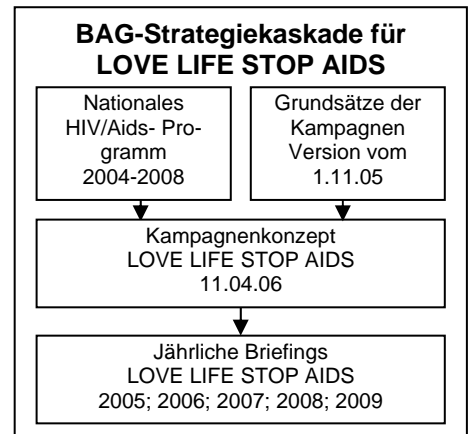 BAG-Strategiekaskade für
LOVE LIFE STOP AIDS
Nationales
HIV/Aids- Pro-
gramm
2004-2008
Grundsätze der
Kampagnen
Version vom
1.11.05
Kampagnenkonzept
LOVE LIFE STOP AIDS
11.04.06
Jährliche Briefings
LOVE LIFE STOP AIDS
2005; 2006; 2007; 2008; 2009